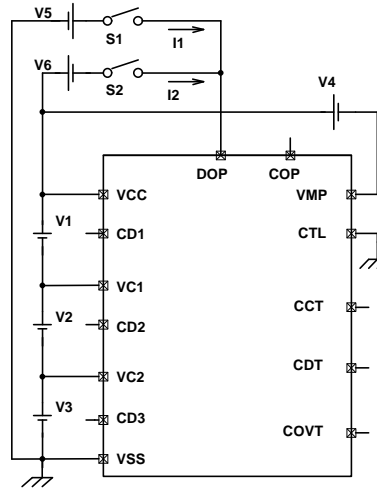 V5
S1
I1
V6
S2
I2
V4
DOP
COP
VCC
VMP
V1
CD1
CTL
VC1
V2
CD2
CCT
VC2
CDT
V3
CD3
COVT
VSS